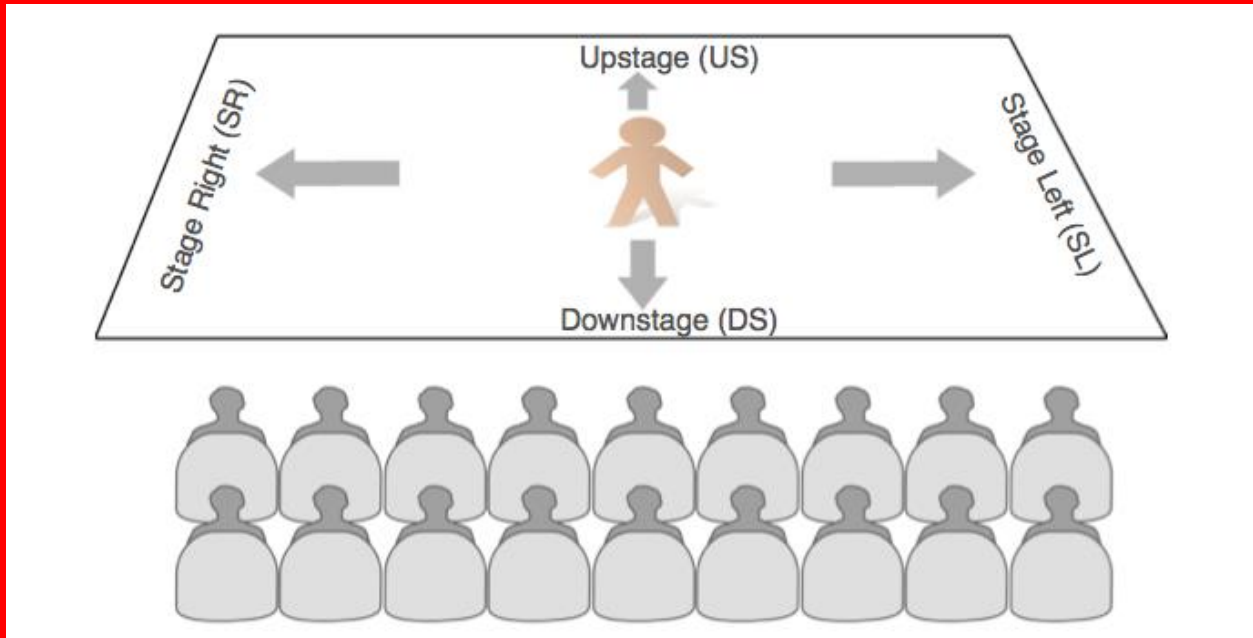 Upstage (US)
Stage Right (SR)
Stage Left (SL)
Downstage (DS)